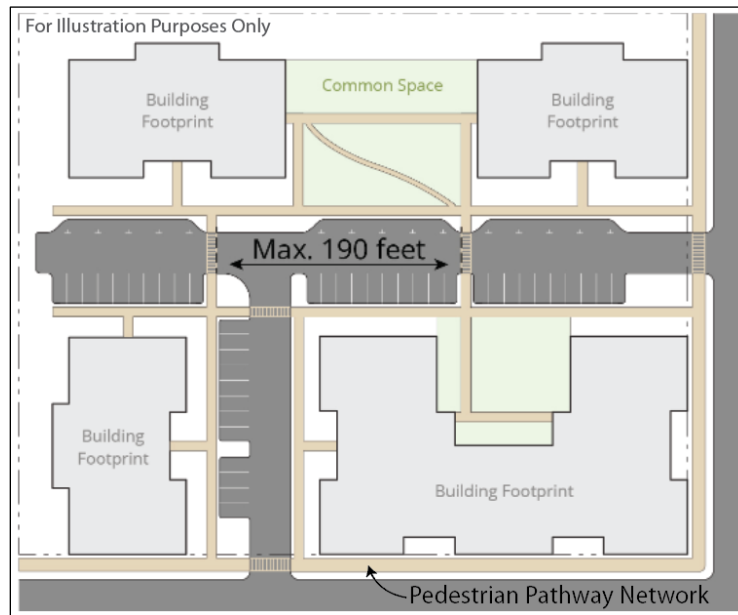 For Illustration Purposes Only
Common Space
Building
Footprint
Building
Footprint
Max. 190 feet
Building
Footprint
Building Footprint
Pedestrian Pathway Network